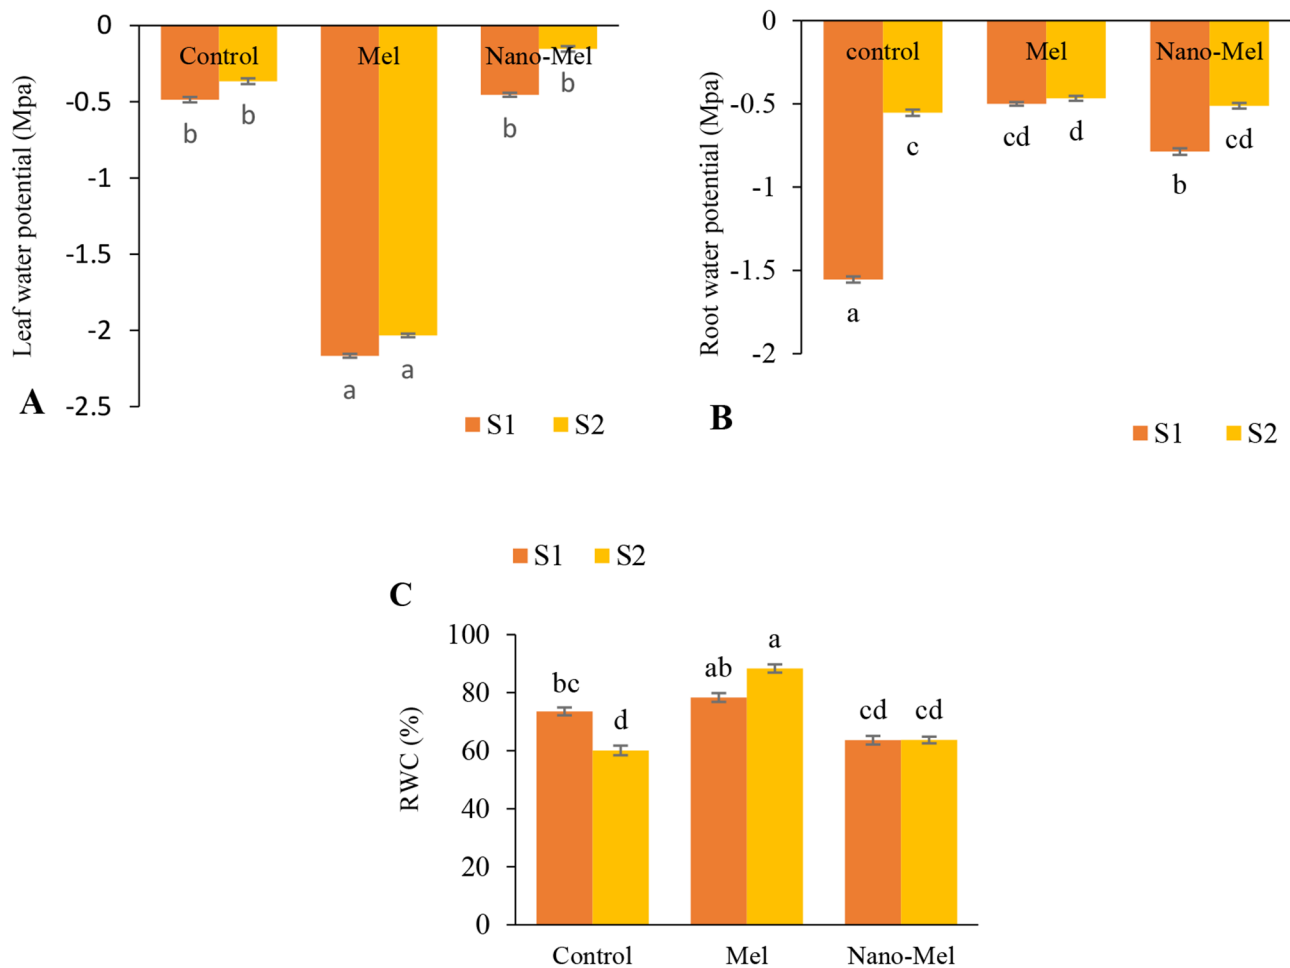 0
-0.5
-1
-1.5
-2
-2.5
Leaf water potential (Mpa)
Control
Mel
Nano-Mel
b
b
a
a
b
b
A
S1
S2
0
-0.5
-1
-1.5
-2
Root water potential (Mpa)
control
Mel
Nano-Mel
a
c
cd
d
b
cd
B
S1
S2
S1
S2
C
100
80
60
40
20
0
RWC (%)
bc
d
ab
a
cd
cd
Control
Mel
Nano-Mel